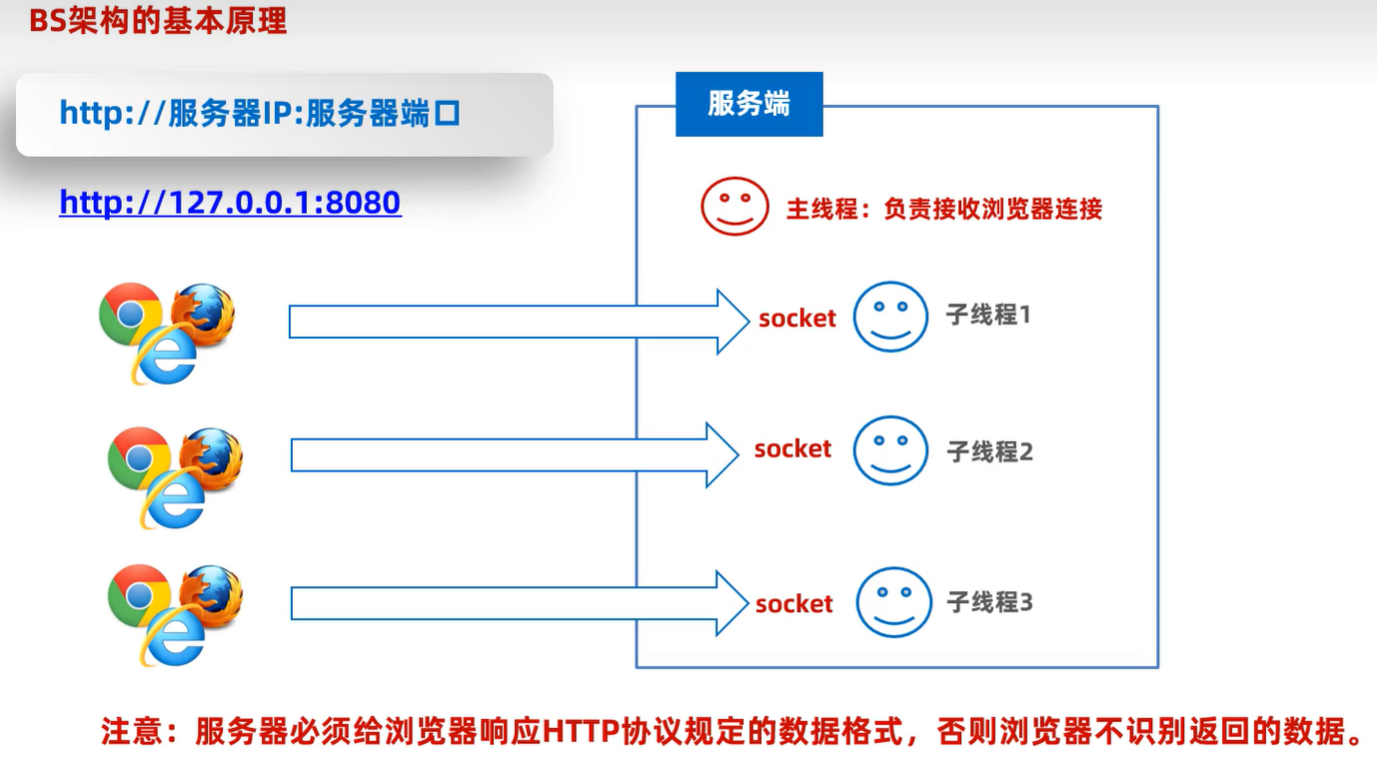 BS架构的基本原理
http://服务器IP:服务器端口
服务端
http://127.0.0.1:8080
主线程：负责接收浏览器连接
socket
子线程1
socket
子线程2
socket
子线程3
注意：服务器必须给浏览器响应HTTP协议规定的数据格式，否则浏览器不识别返回的数据。